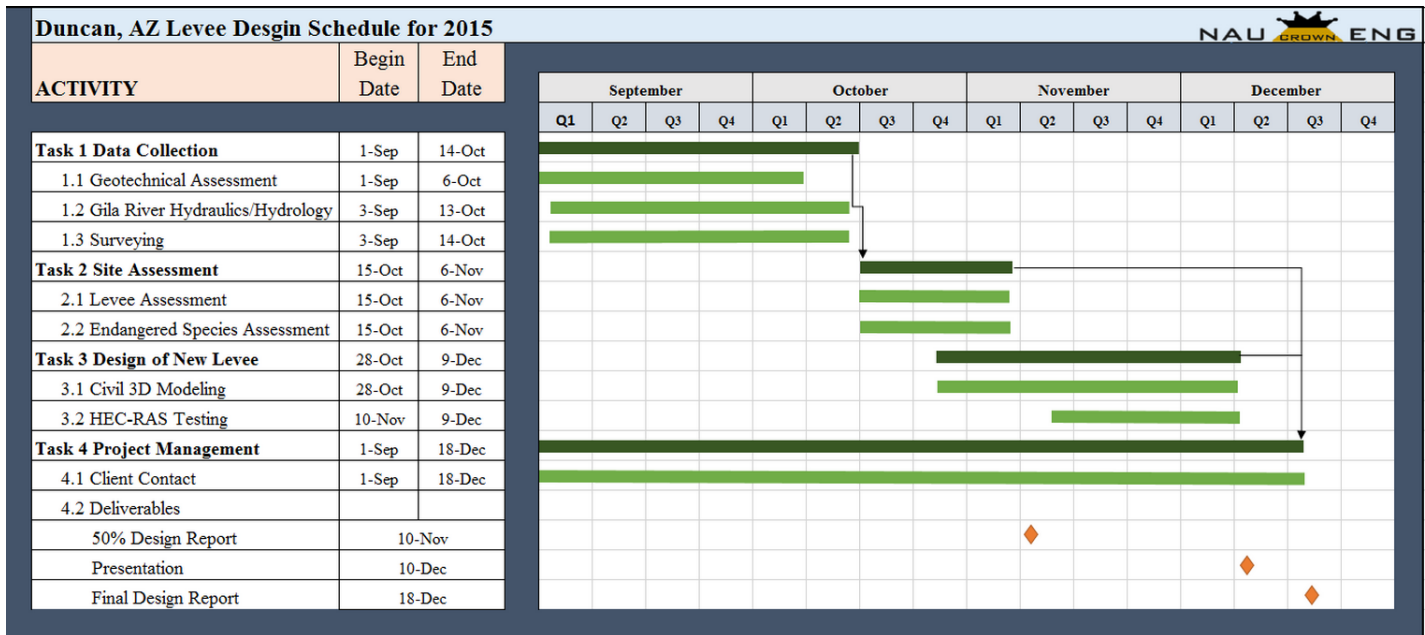 Duncan, AZ Levee Desgin Schedule for 2015
NAU CROWN ENG
ACTIVITY Begin Date End Date
September October November December
Q1 Q2 Q3 Q4 Q1 Q2 Q3 Q4 Q1 Q2 Q3 Q4 Q1 Q2 Q3 Q4
Task 1 Data Collection 1-Sep 14-Oct
1.1 Geotechnical Assessment 1-Sep 6-Oct
1.2 Gila River Hydraulics/Hydrology 3-Sep 13-Oct
1.3 Surveying 3-Sep 14-Oct
Task 2 Site Assessment 15-Oct 6-Nov
2.1 Levee Assessment 15-Oct 6-Nov
2.2 Endangered Species Assessment 15-Oct 6-Nov
Task 3 Design of New Levee 28-Oct 9-Dec
3.1 Civil 3D Modeling 28-Oct 9-Dec
3.2 HEC-RAS Testing 10-Nov 9-Dec
Task 4 Project Management 1-Sep 18-Dec
4.1 Client Contact 1-Sep 18-Dec
4.2 Deliverables
50% Design Report 10-Nov
Presentation 10-Dec
Final Design Report 18-Dec